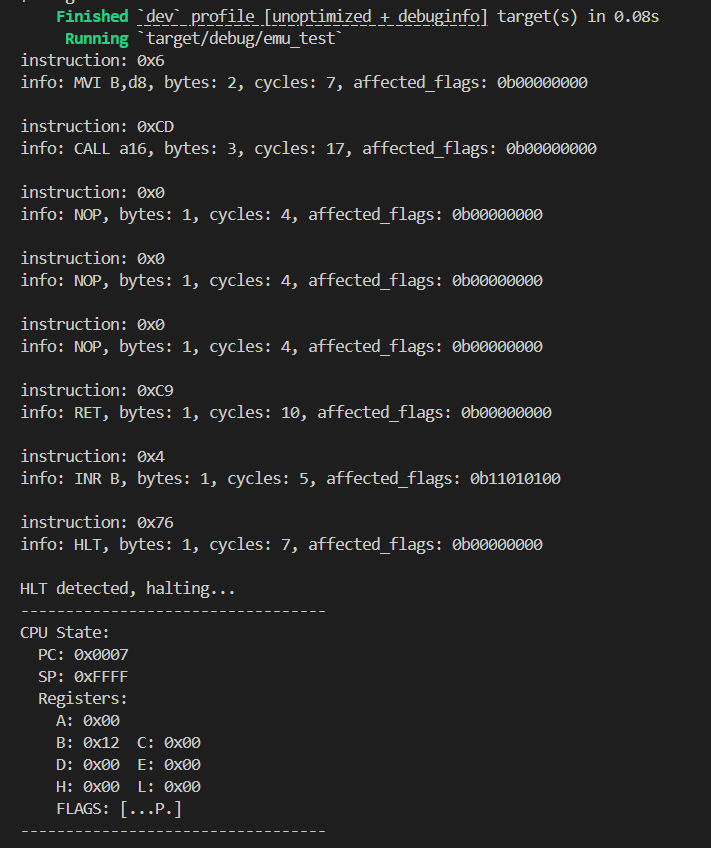 Finished `dev` profile [unoptimized + debuginfo] target(s) in 0.08s
Running `target/debug/emu_test`
instruction: 0x6
info: MVI B,d8, bytes: 2, cycles: 7, affected_flags: 0b00000000
instruction: 0xCD
info: CALL a16, bytes: 3, cycles: 17, affected_flags: 0b00000000
instruction: 0x0
info: NOP, bytes: 1, cycles: 4, affected_flags: 0b00000000
instruction: 0x0
info: NOP, bytes: 1, cycles: 4, affected_flags: 0b00000000
instruction: 0x0
info: NOP, bytes: 1, cycles: 4, affected_flags: 0b00000000
instruction: 0xC9
info: RET, bytes: 1, cycles: 10, affected_flags: 0b00000000
instruction: 0x4
info: INR B, bytes: 1, cycles: 5, affected_flags: 0b11010100
instruction: 0x76
info: HLT, bytes: 1, cycles: 7, affected_flags: 0b00000000
HLT detected, halting...
----------------------------------
CPU State:
PC: 0x0007
SP: 0xFFFF
Registers:
A: 0x00
B: 0x12  C: 0x00
D: 0x00  E: 0x00
H: 0x00  L: 0x00
FLAGS: [...P.]
----------------------------------